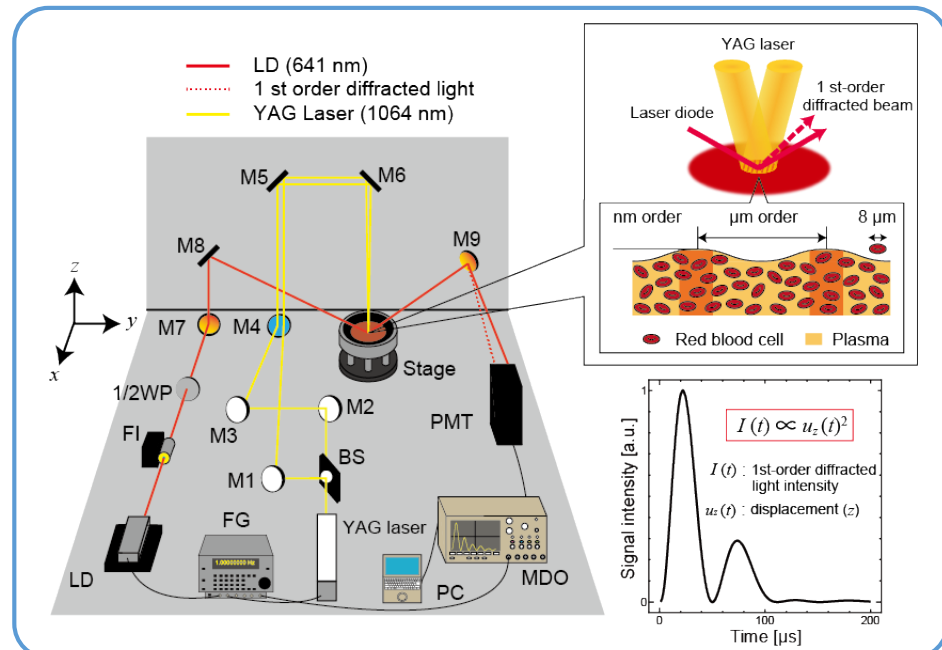 LD (641 nm)
1 st order diffracted light
YAG Laser (1064 nm)
YAG laser
1 st-order
diffracted beam
Laser diode
nm order
μm order
8 μm
Red blood cell
Plasma
M5
M6
M8
M9
z
y
x
M7
M4
Stage
1/2WP
M3
M2
PMT
FI
M1
BS
YAG laser
FG
1.00000000 Hz
LD
PC
MDO
Signal intensity [a.u.]
1
0
I (t) ∝ u_z (t)²
I (t) : 1st-order diffracted
light intensity
u_z (t) : displacement (z)
0
100
200
Time [μs]